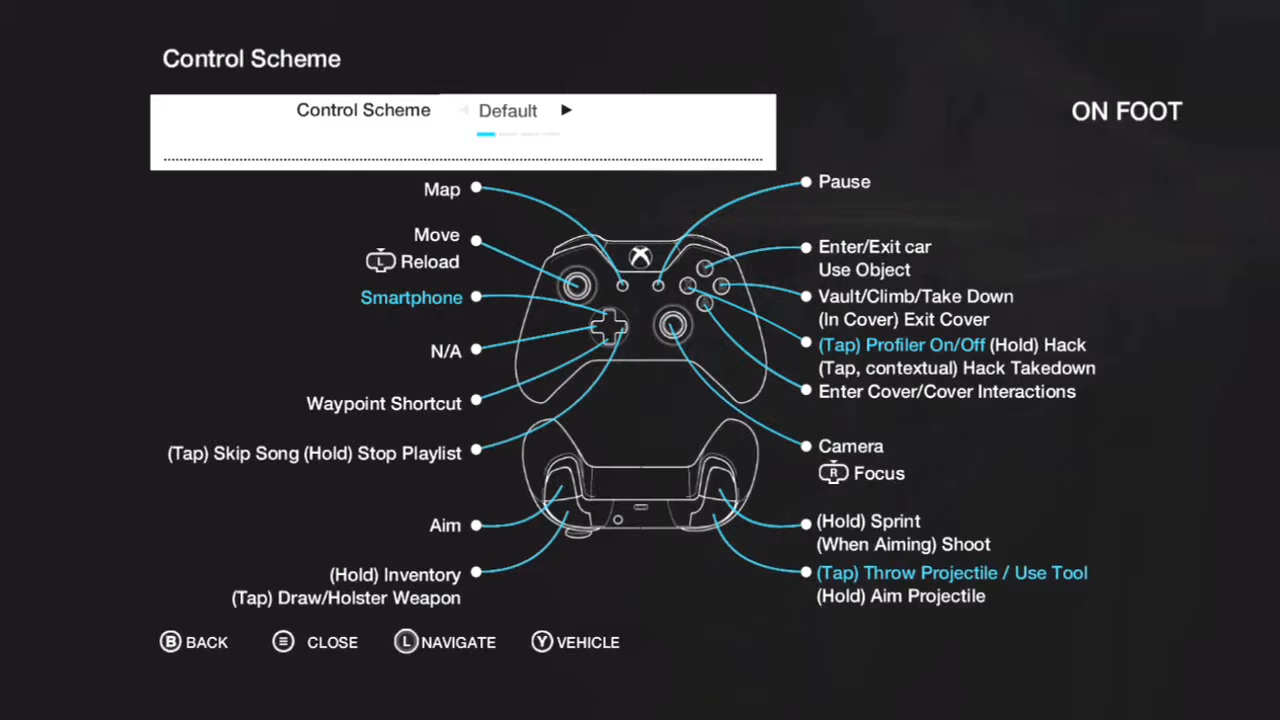 Control Scheme
Control Scheme Default
ON FOOT
Map
Pause
Move
L Reload
Enter/Exit car
Use Object
Smartphone
Vault/Climb/Take Down
(In Cover) Exit Cover
N/A
(Tap) Profiler On/Off (Hold) Hack
(Tap, contextual) Hack Takedown
Waypoint Shortcut
Enter Cover/Cover Interactions
(Tap) Skip Song (Hold) Stop Playlist
Camera
R Focus
Aim
(Hold) Sprint
(When Aiming) Shoot
(Hold) Inventory
(Tap) Draw/Holster Weapon
(Tap) Throw Projectile / Use Tool
(Hold) Aim Projectile
B BACK CLOSE L NAVIGATE Y VEHICLE